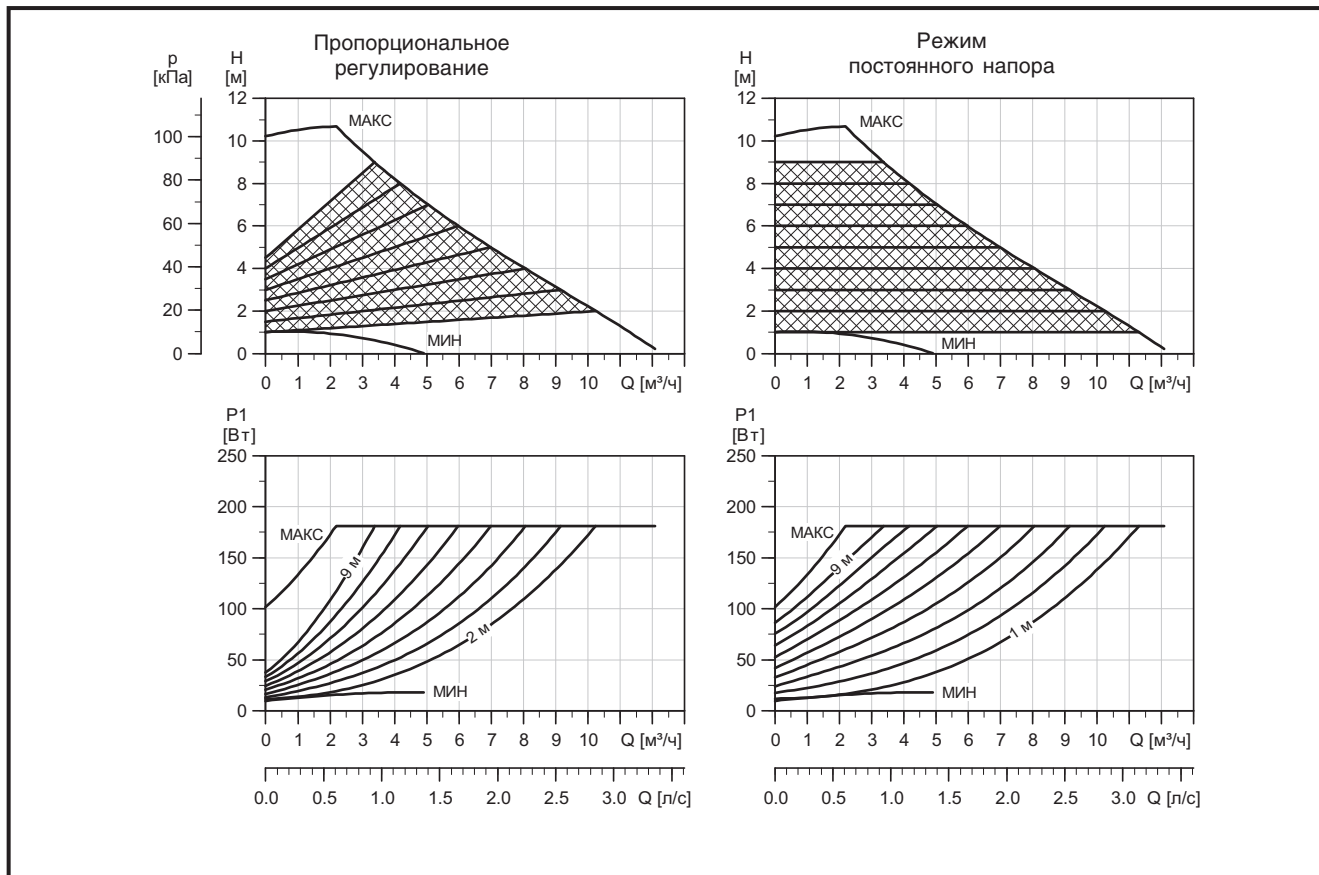 Пропорциональное
регулирование
Режим
постоянного напора
p
[кПа]
H
[м]
H
[м]
12
10
8
6
4
2
0
100
80
60
40
20
0
МАКС
МИН
0 1 2 3 4 5 6 7 8 9 10 Q [м³/ч]
12
10
8
6
4
2
0
МАКС
МИН
0 1 2 3 4 5 6 7 8 9 10 Q [м³/ч]
P1
[Вт]
250
200
150
100
50
0
МАКС
9 м
2 м
МИН
0 1 2 3 4 5 6 7 8 9 10 Q [м³/ч]
0.0 0.5 1.0 1.5 2.0 2.5 3.0 Q [л/с]
P1
[Вт]
250
200
150
100
50
0
МАКС
9 м
1 м
МИН
0 1 2 3 4 5 6 7 8 9 10 Q [м³/ч]
0.0 0.5 1.0 1.5 2.0 2.5 3.0 Q [л/с]